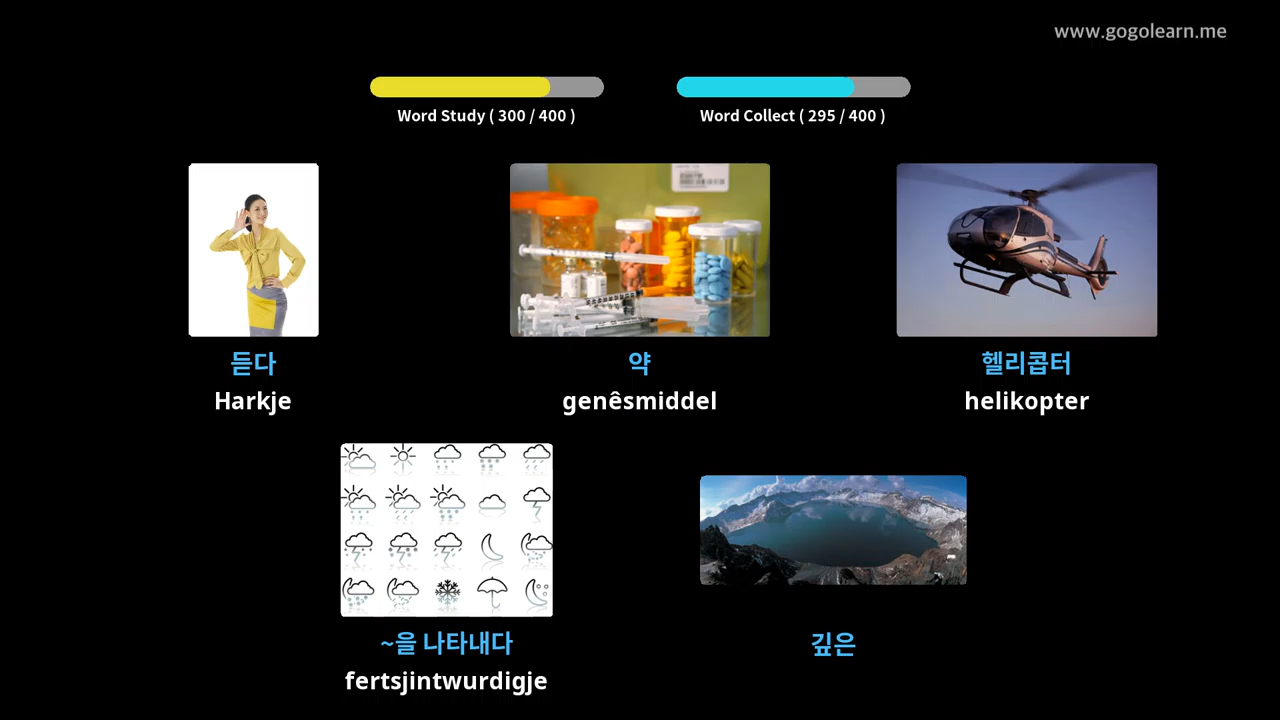 www.gogolearn.me
Word Study ( 300 / 400 )
Word Collect ( 295 / 400 )
듣다
Harkje
약
genêsmiddel
헬리콥터
helikopter
~을 나타내다
fertsjintwurdigje
깊은